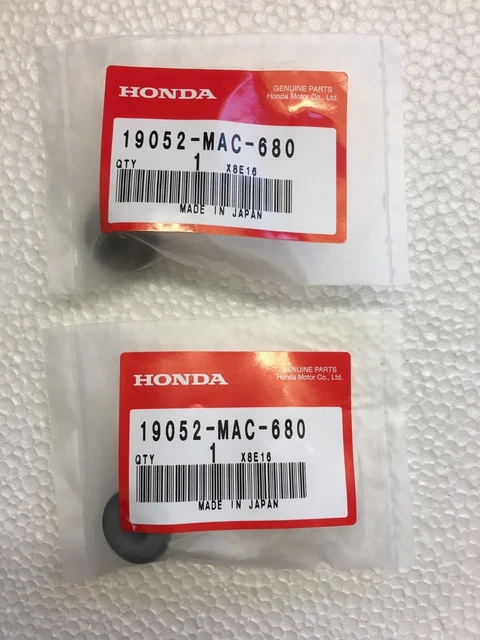 HONDA
GENUINE PARTS
Honda Motor Co., Ltd.
19052-MAC-680
QTY 1 X8E16
MADE IN JAPAN
HONDA
GENUINE PARTS
Honda Motor Co., Ltd.
19052-MAC-680
QTY 1 X8E16
MADE IN JAPAN